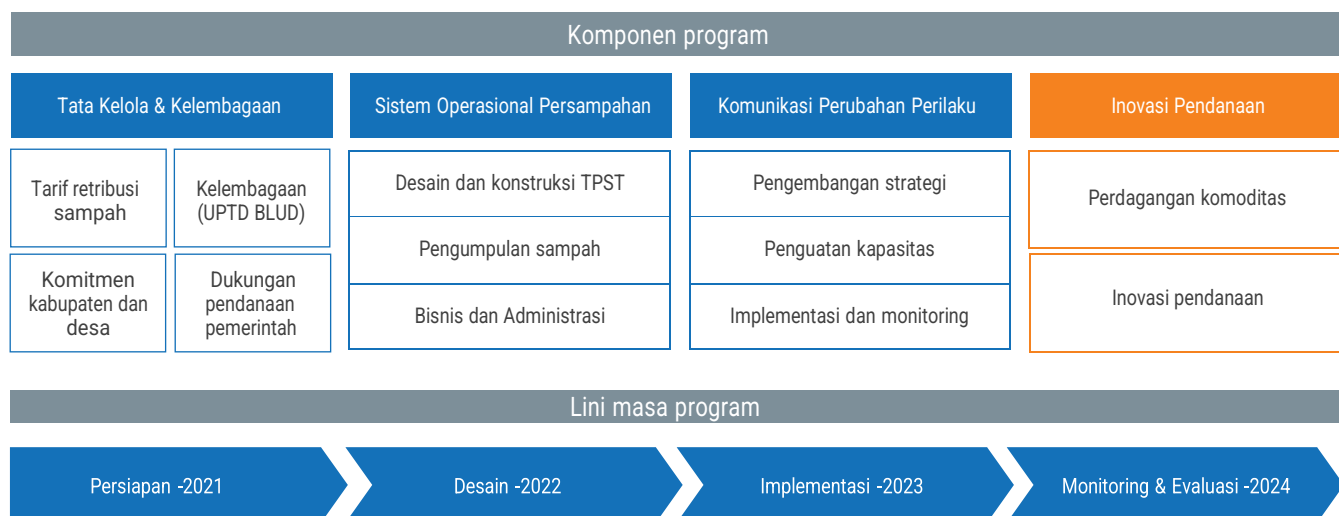 Komponen program
Tata Kelola & Kelembagaan
Sistem Operasional Persampahan
Komunikasi Perubahan Perilaku
Inovasi Pendanaan
Tarif retribusi
sampah
Kelembagaan
(UPTD BLUD)
Komitmen
kabupaten dan
desa
Dukungan
pendanaan
pemerintah
Desain dan konstruksi TPST
Pengumpulan sampah
Bisnis dan Administrasi
Pengembangan strategi
Penguatan kapasitas
Implementasi dan monitoring
Perdagangan komoditas
Inovasi pendanaan
Lini masa program
Persiapan -2021
Desain -2022
Implementasi -2023
Monitoring & Evaluasi -2024